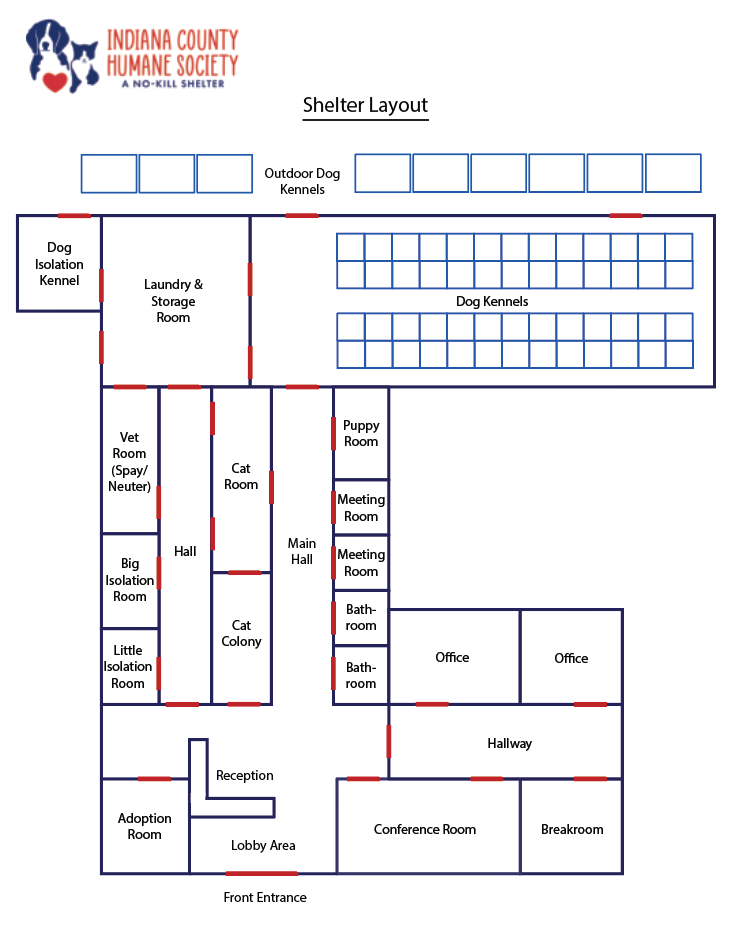 INDIANA COUNTY
HUMANE SOCIETY
A NO-KILL SHELTER
Shelter Layout
Outdoor Dog
Kennels
Dog
Isolation
Kennel
Laundry &
Storage
Room
Dog Kennels
Vet
Room
(Spay/
Neuter)
Hall
Cat
Room
Main
Hall
Puppy
Room
Meeting
Room
Meeting
Room
Big
Isolation
Room
Cat
Colony
Bath-
room
Little
Isolation
Room
Bath-
room
Office
Office
Hallway
Reception
Adoption
Room
Lobby Area
Conference Room
Breakroom
Front Entrance